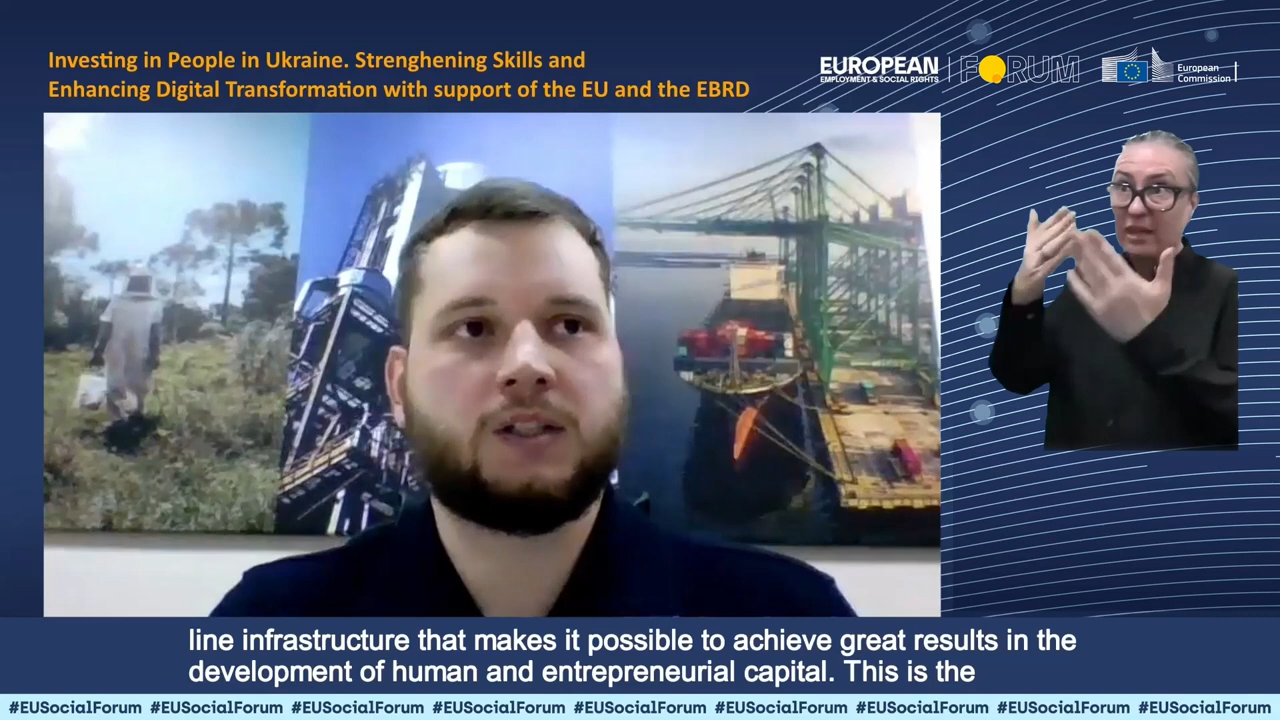 Investing in People in Ukraine. Strenghening Skills and
Enhancing Digital Transformation with support of the EU and the EBRD
EUROPEAN
EMPLOYMENT & SOCIAL RIGHTS
FORUM
European
Commission
line infrastructure that makes it possible to achieve great results in the
development of human and entrepreneurial capital. This is the
#EUSocialForum #EUSocialForum #EUSocialForum #EUSocialForum #EUSocialForum #EUSocialForum #EUSocialForum #EUSocialForum #EUSocialForum